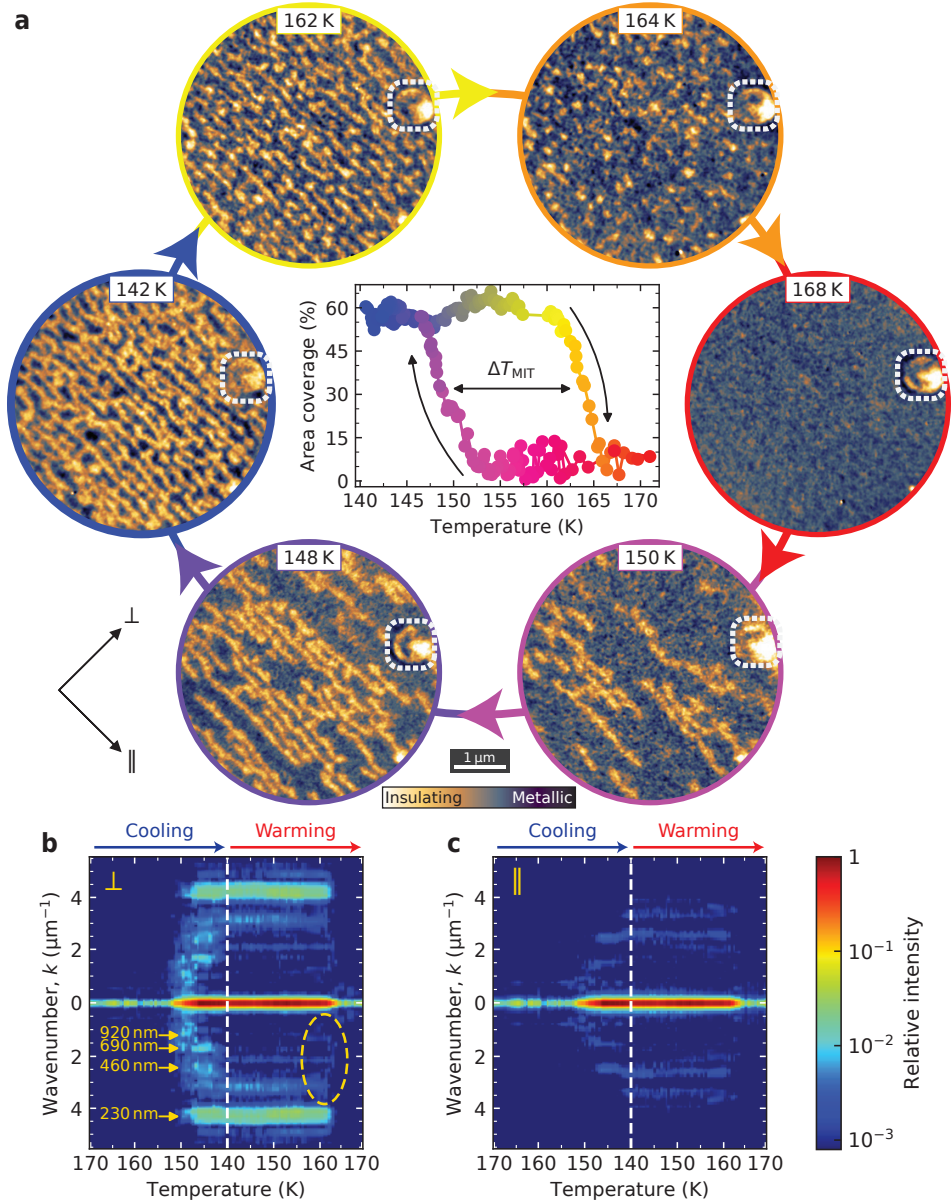 a
162 K
164 K
142 K
168 K
Area coverage (%)
60
45
30
15
0
ΔT_MIT
140 145 150 155 160 165 170
Temperature (K)
148 K
150 K
⊥
∥
1 μm
Insulating
Metallic
b
Cooling
Warming
⊥
Wavenumber, k (μm⁻¹)
4
2
0
2
4
920 nm
690 nm
460 nm
230 nm
170 160 150 140 150 160 170
Temperature (K)
c
Cooling
Warming
∥
Wavenumber, k (μm⁻¹)
4
2
0
2
4
170 160 150 140 150 160 170
Temperature (K)
1
10⁻¹
10⁻²
10⁻³
Relative intensity